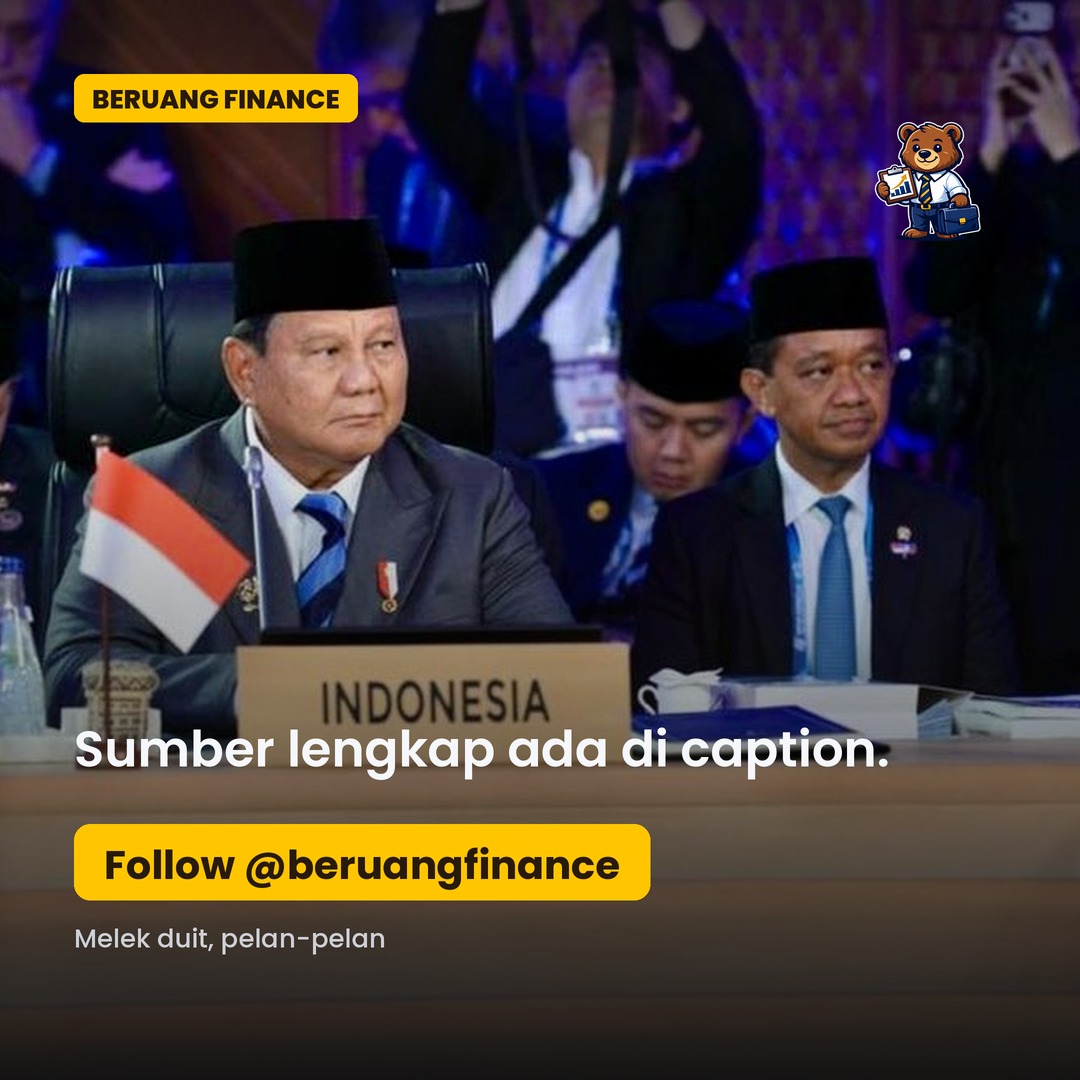 BERUANG FINANCE
INDONESIA
Sumber lengkap ada di caption.
Follow @beruangfinance
Melek duit, pelan-pelan